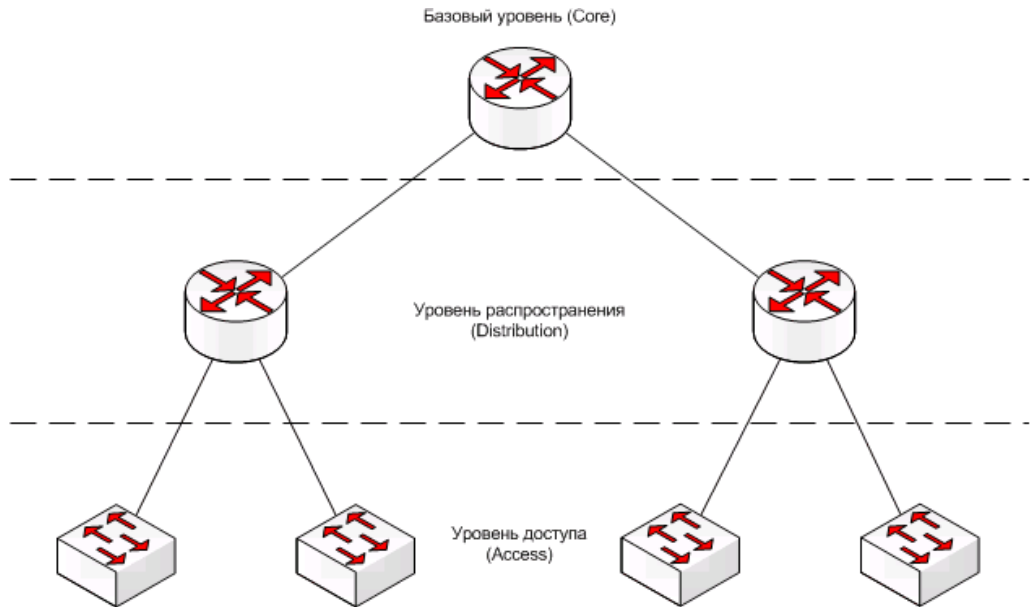 Базовый уровень (Core)
Уровень распространения
(Distribution)
Уровень доступа
(Access)